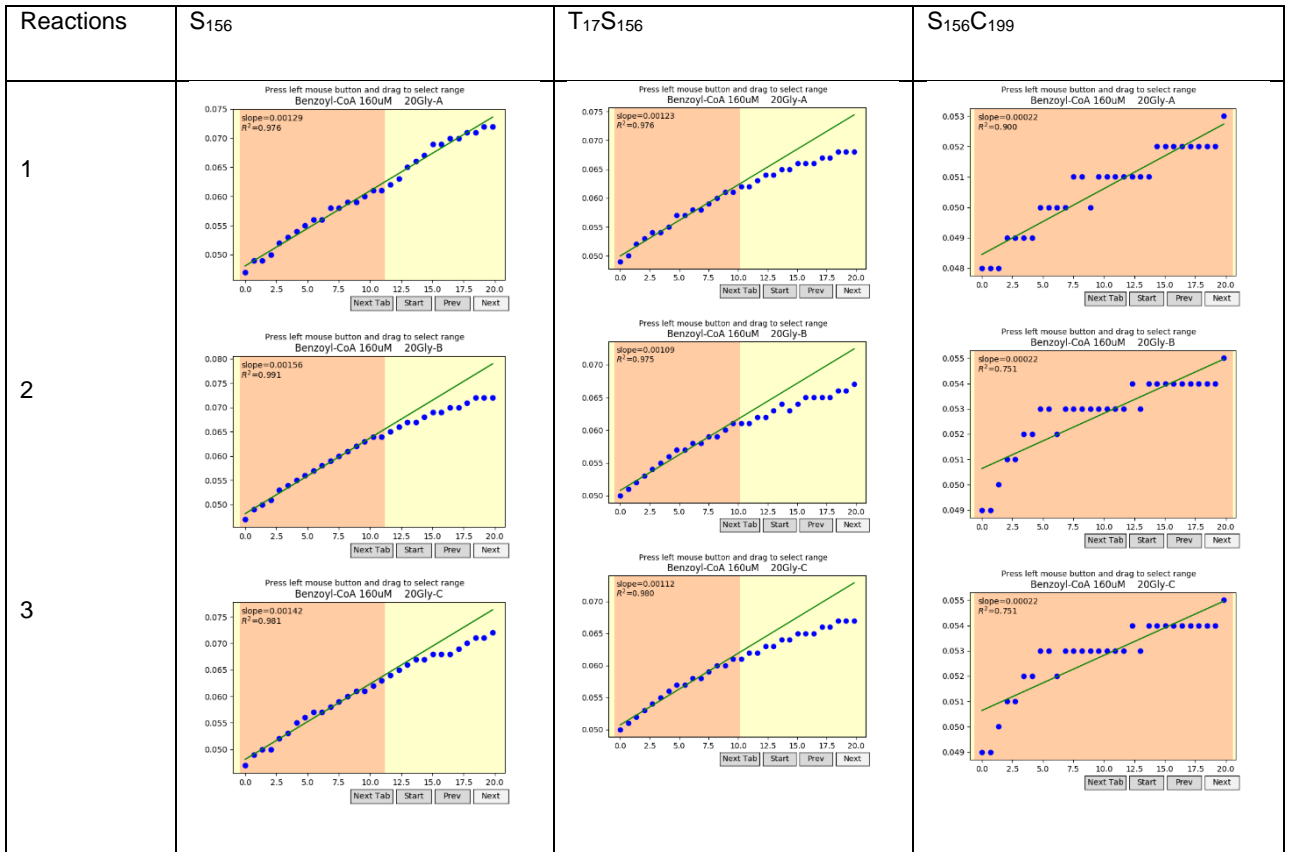 Reactions S₁₅₆ T₁₇S₁₅₆ S₁₅₆C₁₉₉
1
Press left mouse button and drag to select range
Benzoyl-CoA 160uM 20Gly-A
slope=0.00129
R²=0.976
0.075
0.070
0.065
0.060
0.055
0.050
0.0 2.5 5.0 7.5 10.0 12.5 15.0 17.5 20.0
Next Tab Start Prev Next
Press left mouse button and drag to select range
Benzoyl-CoA 160uM 20Gly-A
slope=0.00123
R²=0.976
0.075
0.070
0.065
0.060
0.055
0.050
0.0 2.5 5.0 7.5 10.0 12.5 15.0 17.5 20.0
Next Tab Start Prev Next
Press left mouse button and drag to select range
Benzoyl-CoA 160uM 20Gly-A
slope=0.00022
R²=0.900
0.053
0.052
0.051
0.050
0.049
0.048
0.0 2.5 5.0 7.5 10.0 12.5 15.0 17.5 20.0
Next Tab Start Prev Next
2
Press left mouse button and drag to select range
Benzoyl-CoA 160uM 20Gly-B
slope=0.00156
R²=0.991
0.080
0.075
0.070
0.065
0.060
0.055
0.050
0.0 2.5 5.0 7.5 10.0 12.5 15.0 17.5 20.0
Next Tab Start Prev Next
Press left mouse button and drag to select range
Benzoyl-CoA 160uM 20Gly-B
slope=0.00109
R²=0.975
0.070
0.065
0.060
0.055
0.050
0.0 2.5 5.0 7.5 10.0 12.5 15.0 17.5 20.0
Next Tab Start Prev Next
Press left mouse button and drag to select range
Benzoyl-CoA 160uM 20Gly-B
slope=0.00022
R²=0.751
0.055
0.054
0.053
0.052
0.051
0.050
0.049
0.0 2.5 5.0 7.5 10.0 12.5 15.0 17.5 20.0
Next Tab Start Prev Next
3
Press left mouse button and drag to select range
Benzoyl-CoA 160uM 20Gly-C
slope=0.00142
R²=0.981
0.075
0.070
0.065
0.060
0.055
0.050
0.0 2.5 5.0 7.5 10.0 12.5 15.0 17.5 20.0
Next Tab Start Prev Next
Press left mouse button and drag to select range
Benzoyl-CoA 160uM 20Gly-C
slope=0.00112
R²=0.980
0.070
0.065
0.060
0.055
0.050
0.0 2.5 5.0 7.5 10.0 12.5 15.0 17.5 20.0
Next Tab Start Prev Next
Press left mouse button and drag to select range
Benzoyl-CoA 160uM 20Gly-C
slope=0.00022
R²=0.751
0.055
0.054
0.053
0.052
0.051
0.050
0.049
0.0 2.5 5.0 7.5 10.0 12.5 15.0 17.5 20.0
Next Tab Start Prev Next